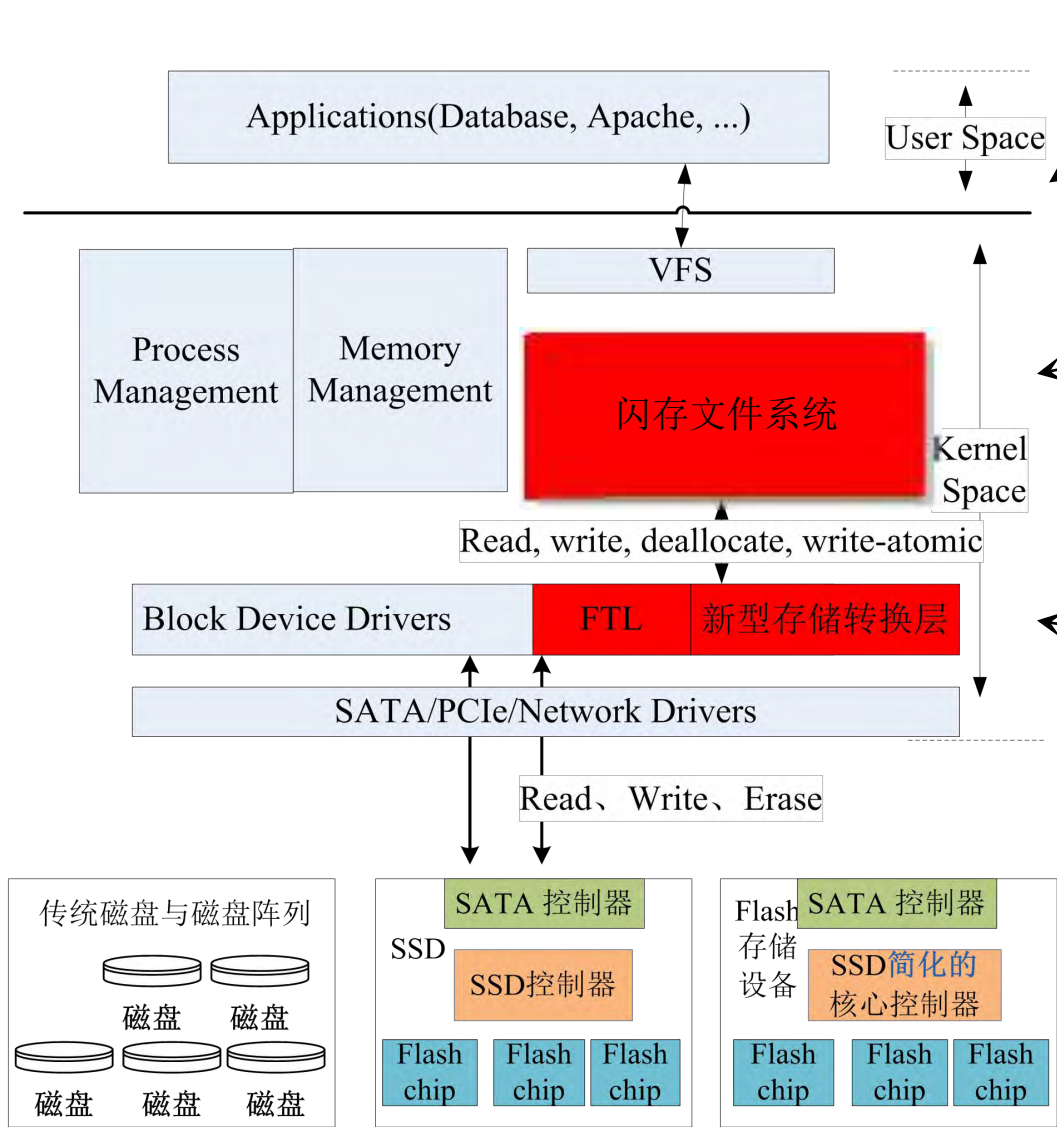 Applications(Database, Apache, ...)
User Space
VFS
Process
Management
Memory
Management
闪存文件系统
Kernel
Space
Read, write, deallocate, write-atomic
Block Device Drivers
FTL
新型存储转换层
SATA/PCIe/Network Drivers
Read、Write、Erase
传统磁盘与磁盘阵列
磁盘
磁盘
磁盘
磁盘
磁盘
SATA 控制器
SSD
SSD控制器
Flash
chip
Flash
chip
Flash
chip
Flash
存储
设备
SATA 控制器
SSD简化的
核心控制器
Flash
chip
Flash
chip
Flash
chip